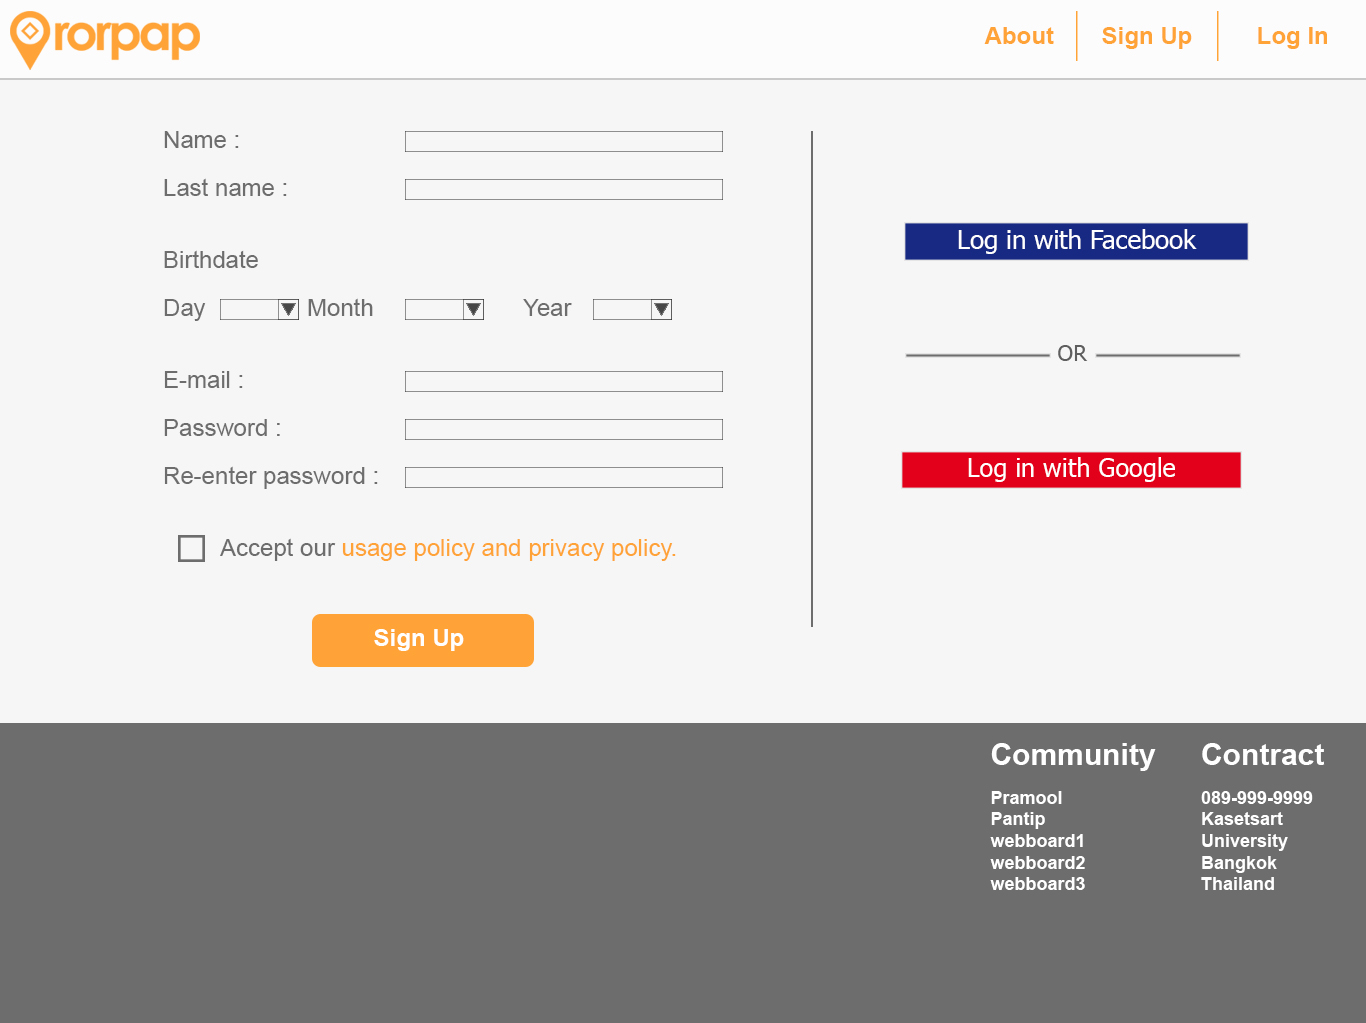 rorpap
About
Sign Up
Log In
Name :
Last name :
Birthdate
Day Month Year
E-mail :
Password :
Re-enter password :
Accept our usage policy and privacy policy.
Sign Up
Log in with Facebook
OR
Log in with Google
Community
Pramool
Pantip
webboard1
webboard2
webboard3
Contract
089-999-9999
Kasetsart
University
Bangkok
Thailand